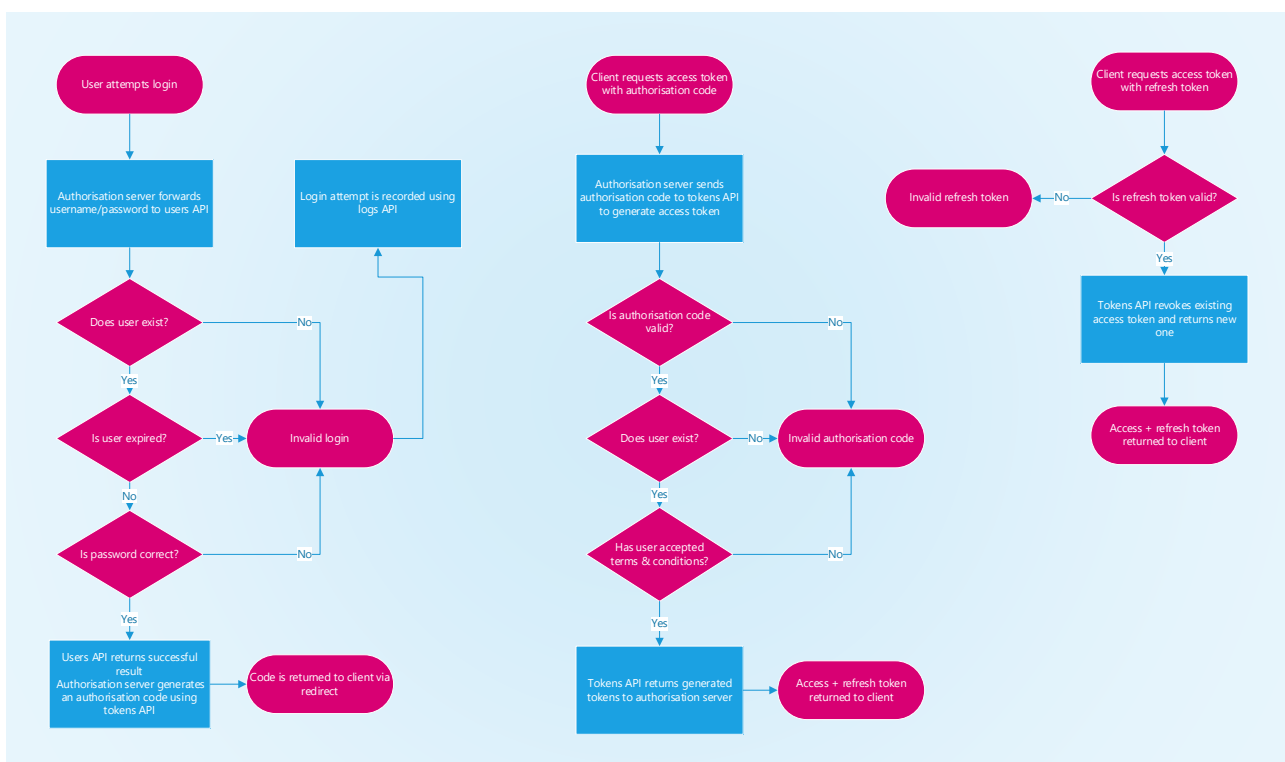 User attempts login
Authorisation server forwards
username/password to users API
Login attempt is recorded using
logs API
Does user exist?
No
Yes
Is user expired?
Yes
Invalid login
No
Is password correct?
No
Yes
Users API returns successful
result
Authorisation server generates
an authorisation code using
tokens API
Code is returned to client via
redirect
Client requests access token
with authorisation code
Authorisation server sends
authorisation code to tokens API
to generate access token
Is authorisation code
valid?
No
Yes
Does user exist?
No
Invalid authorisation code
Yes
Has user accepted
terms & conditions?
No
Yes
Tokens API returns generated
tokens to authorisation server
Access + refresh token
returned to client
Client requests access token
with refresh token
Is refresh token valid?
No
Invalid refresh token
Yes
Tokens API revokes existing
access token and returns new
one
Access + refresh token
returned to client